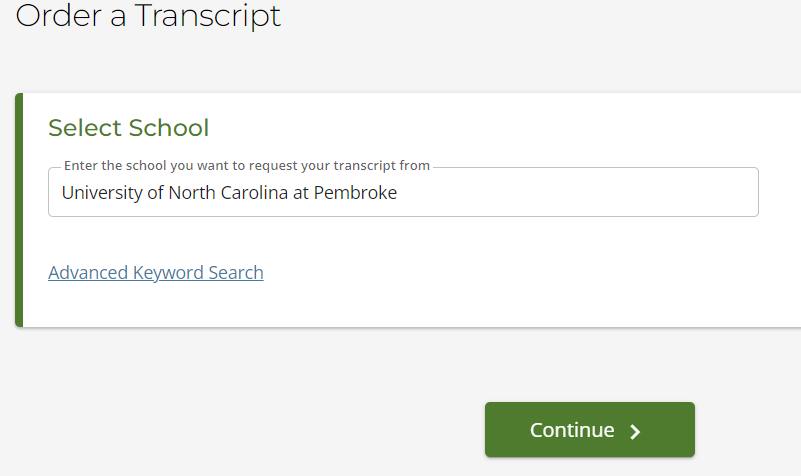 Order a Transcript
Select School
Enter the school you want to request your transcript from
University of North Carolina at Pembroke
Advanced Keyword Search
Continue